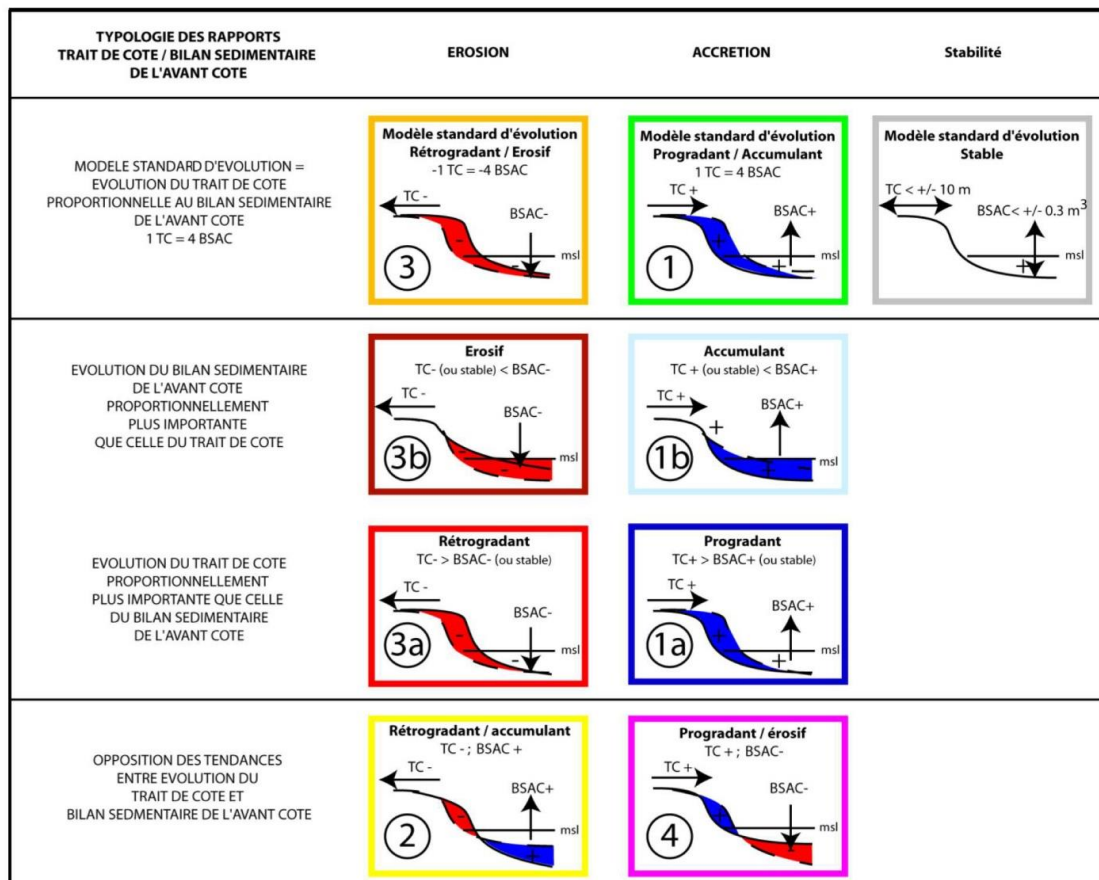 TYPOLOGIE DES RAPPORTS
TRAIT DE COTE / BILAN SEDIMENTAIRE
DE L'AVANT COTE
EROSION
ACCRETION
Stabilité
MODELE STANDARD D'EVOLUTION =
EVOLUTION DU TRAIT DE COTE
PROPORTIONNELLE AU BILAN SEDIMENTAIRE
DE L'AVANT COTE
1 TC = 4 BSAC
Modèle standard d'évolution
Rétrogradant / Erosif
-1 TC = -4 BSAC
TC -
BSAC-
-
msl
-
3
Modèle standard d'évolution
Progradant / Accumulant
1 TC = 4 BSAC
TC +
BSAC+
+
msl
+
1
Modèle standard d'évolution
Stable
TC < +/- 10 m
BSAC< +/- 0.3 m³
msl
+
EVOLUTION DU BILAN SEDIMENTAIRE
DE L'AVANT COTE
PROPORTIONNELLEMENT
PLUS IMPORTANTE
QUE CELLE DU TRAIT DE COTE
Erosif
TC- (ou stable) < BSAC-
TC -
BSAC-
-
msl
-
3b
Accumulant
TC + (ou stable) < BSAC+
TC +
BSAC+
+
msl
+
1b
EVOLUTION DU TRAIT DE COTE
PROPORTIONNELLEMENT
PLUS IMPORTANTE QUE CELLE
DU BILAN SEDIMENTAIRE
DE L'AVANT COTE
Rétrogradant
TC- > BSAC- (ou stable)
TC -
BSAC-
-
msl
-
3a
Progradant
TC+ > BSAC+ (ou stable)
TC +
BSAC+
+
msl
+
1a
OPPOSITION DES TENDANCES
ENTRE EVOLUTION DU
TRAIT DE COTE ET
BILAN SEDMENTAIRE DE L'AVANT COTE
Rétrogradant / accumulant
TC - ; BSAC +
TC -
BSAC+
-
msl
+
2
Progradant / érosif
TC + ; BSAC-
TC +
BSAC-
+
msl
-
4